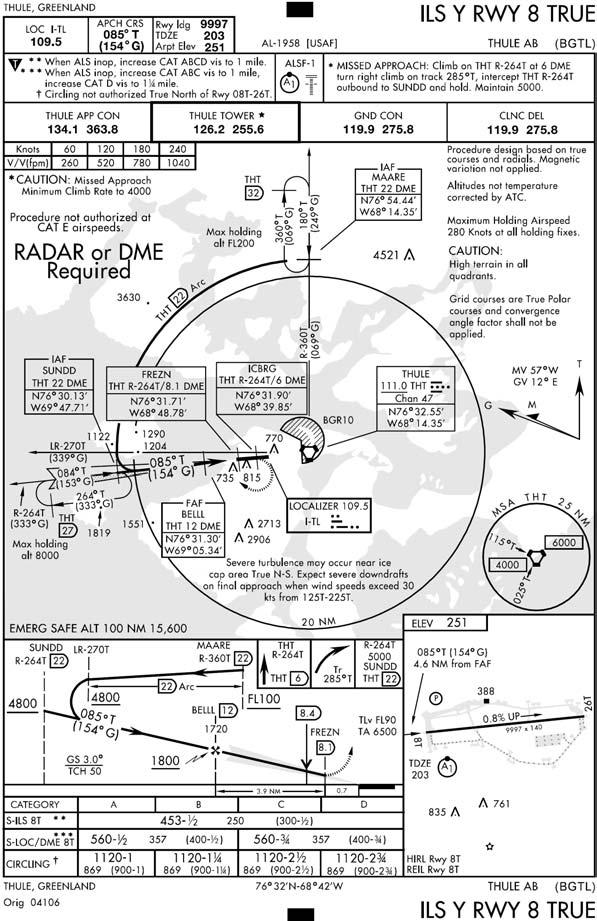 THULE, GREENLAND
ILS Y RWY 8 TRUE
LOC I-TL
109.5
APCH CRS
085°T
(154°G)
Rwy ldg 9997
TDZE 203
Arpt Elev 251
AL-1958 [USAF]
THULE AB (BGTL)
T ** When ALS inop, increase CAT ABCD vis to 1 mile.
*** When ALS inop, increase CAT ABC vis to 1 mile,
increase CAT D vis to 1¼ mile.
† Circling not authorized True North of Rwy 08T-26T.
ALSF-1
A1
* MISSED APPROACH: Climb on THT R-264T at 6 DME
turn right climb on track 285°T, intercept THT R-264T
outbound to SUNDD and hold. Maintain 5000.
THULE APP CON
134.1 363.8
THULE TOWER *
126.2 255.6
GND CON
119.9 275.8
CLNC DEL
119.9 275.8
Knots 60 120 180 240
V/V(fpm) 260 520 780 1040
*CAUTION: Missed Approach
Minimum Climb Rate to 4000
Procedure not authorized at
CAT E airspeeds.
RADAR or DME
Required
Procedure design based on true
courses and radials. Magnetic
variation not applied.
Altitudes not temperature
corrected by ATC.
Maximum Holding Airspeed
280 Knots at all holding fixes.
CAUTION:
High terrain in all
quadrants.
Grid courses are True Polar
courses and convergence
angle factor shall not be
applied.
THT
32
360°T
(069°G)
180°T
(249°G)
Max holding
alt FL200
IAF
MAARE
THT 22 DME
N76°54.44'
W68°14.35'
4521
3630
THT 22 Arc
R-360T
(069°G)
IAF
SUNDD
THT 22 DME
N76°30.13'
W69°47.71'
FREZN
THT R-264T/8.1 DME
N76°31.71'
W68°48.78'
ICBRG
THT R-264T/6 DME
N76°31.90'
W68°39.85'
THULE
111.0 THT
Chan 47
N76°32.55'
W68°14.35'
MV 57°W
GV 12°E
T
M
G
BGR10
1122
1290
1204
770
LR-270T
(339°G)
085°T
(154°G)
084°T
(153°G)
264°T
(333°G)
735
815
R-264T
(333°G)
THT
27
1819
1551
Max holding
alt 8000
FAF
BELLL
THT 12 DME
N76°31.30'
W69°05.34'
LOCALIZER 109.5
I-TL
2713
2906
Severe turbulence may occur near ice
cap area True N-S. Expect severe downdrafts
on final approach when wind speeds exceed 30
kts from 125T-225T.
20 NM
MSA THT 25 NM
115°T
6000
4000
025°T
EMERG SAFE ALT 100 NM 15,600
ELEV 251
SUNDD
R-264T 22
LR-270T
MAARE
R-360T 22
THT
R-264T
THT 6
Tr
285°T
R-264T
5000
SUNDD
THT 22
22 Arc
4800
4800
FL100
085°T
(154°G)
BELLL 12
1720
8.4
FREZN
8.1
TLv FL90
TA 6500
GS 3.0°
TCH 50
1800
3.9 NM
0.7
085°T (154°G)
4.6 NM from FAF
P
388
26T
0.8% UP
9997 x 140
8T
TDZE
203
A1
835
761
HIRL Rwy 8T
REIL Rwy 8T
CATEGORY A B C D
S-ILS 8T ** 453-½ 250 (300-½)
S-LOC/DME 8T *** 560-½ 357 (400-½) 560-¾ 357 (400-¾)
CIRCLING † 1120-1 869 (900-1) 1120-1¼ 869 (900-1¼) 1120-2½ 869 (900-2½) 1120-2¾ 869 (900-2¾)
THULE, GREENLAND
Orig 04106
76°32'N-68°42'W
THULE AB (BGTL)
ILS Y RWY 8 TRUE